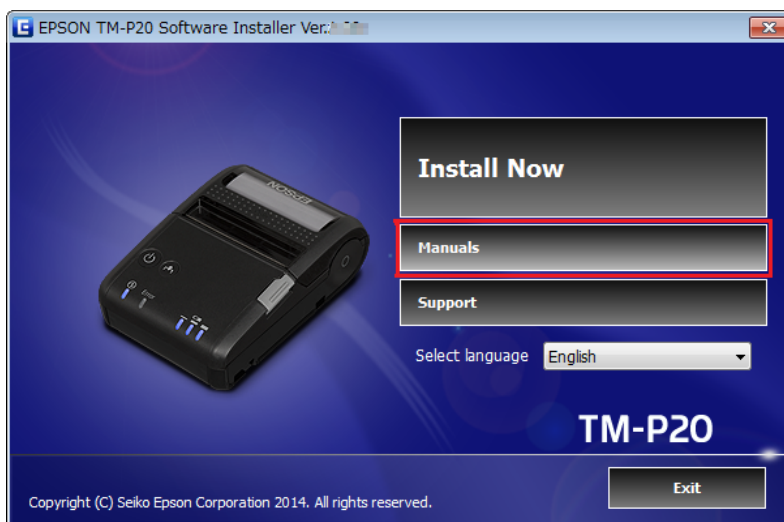 EPSON TM-P20 Software Installer Ver.
EPSON
Error
Install Now
Manuals
Support
Select language English
TM-P20
Copyright (C) Seiko Epson Corporation 2014. All rights reserved.
Exit